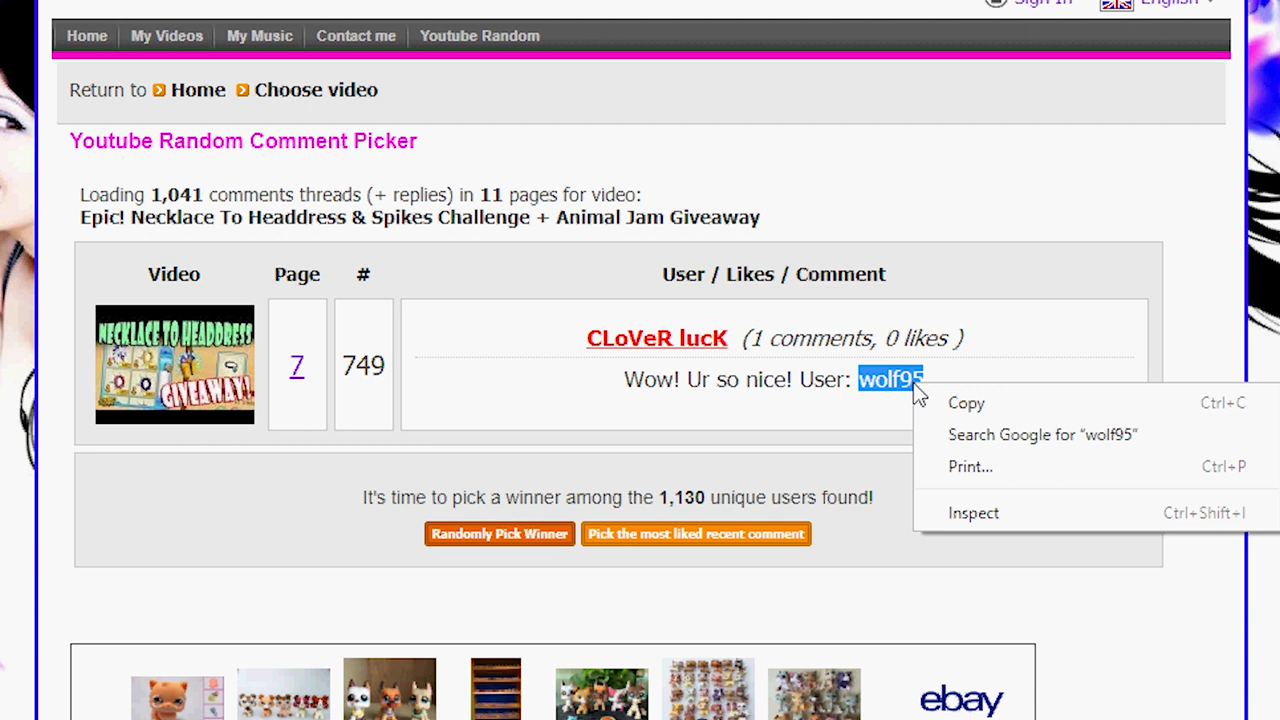 Sign In English
Home My Videos My Music Contact me Youtube Random
Return to Home Choose video
Youtube Random Comment Picker
Loading 1,041 comments threads (+ replies) in 11 pages for video:
Epic! Necklace To Headdress & Spikes Challenge + Animal Jam Giveaway
Video Page # User / Likes / Comment
NECKLACE TO HEADDRESS
GIVEAWAY!
7 749
CLoVeR lucK (1 comments, 0 likes )
Wow! Ur so nice! User: wolf95
Copy Ctrl+C
Search Google for “wolf95”
Print... Ctrl+P
Inspect Ctrl+Shift+I
It's time to pick a winner among the 1,130 unique users found!
Randomly Pick Winner Pick the most liked recent comment
ebay